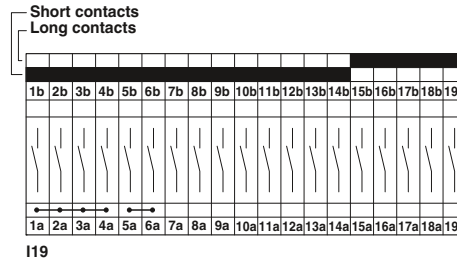 Short contacts
Long contacts
1b 2b 3b 4b 5b 6b 7b 8b 9b 10b 11b 12b 13b 14b 15b 16b 17b 18b 19
1a 2a 3a 4a 5a 6a 7a 8a 9a 10a 11a 12a 13a 14a 15a 16a 17a 18a 19
I19